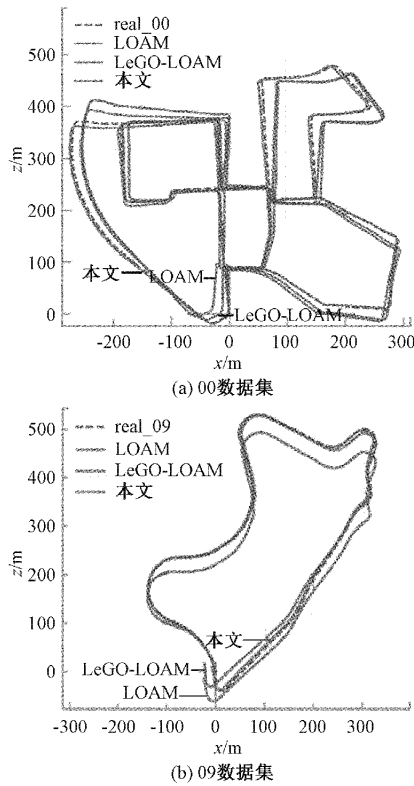 real_00
LOAM
LeGO-LOAM
本文
500
400
300
200
100
0
z/m
本文
LOAM
LeGO-LOAM
-200 -100 0 100 200 300
x/m
(a) 00数据集
real_09
LOAM
LeGO-LOAM
本文
500
400
300
200
100
0
z/m
本文
LeGO-LOAM
LOAM
-300 -200 -100 0 100 200 300
x/m
(b) 09数据集